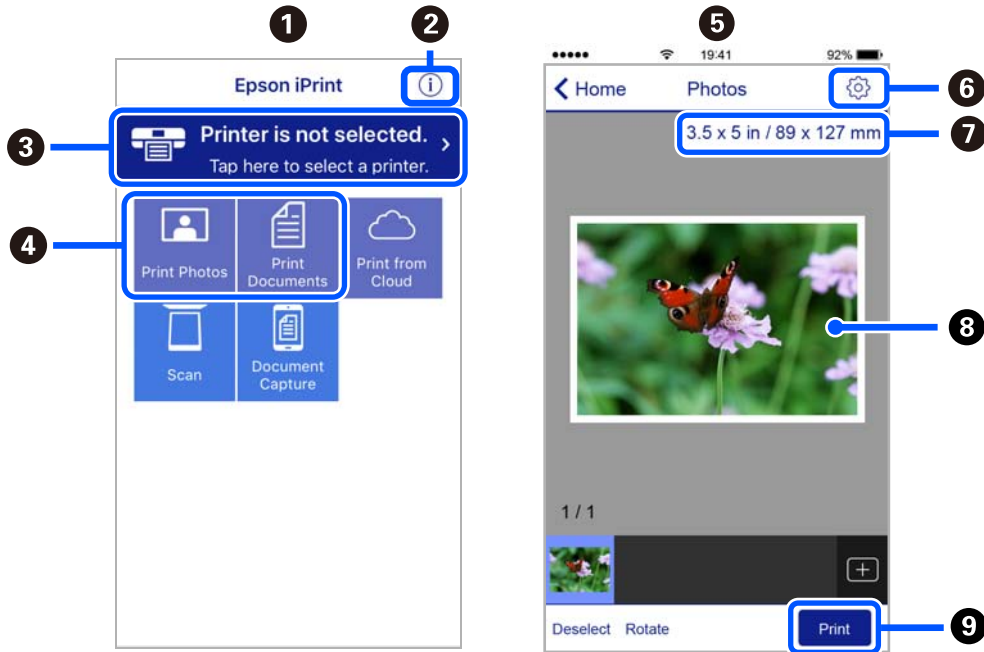 1
2
Epson iPrint
i
3
Printer is not selected.
Tap here to select a printer.
4
Print Photos
Print
Documents
Print from
Cloud
Scan
Document
Capture
5
19:41
92%
Home
Photos
6
3.5 x 5 in / 89 x 127 mm
7
8
1 / 1
Deselect
Rotate
Print
9